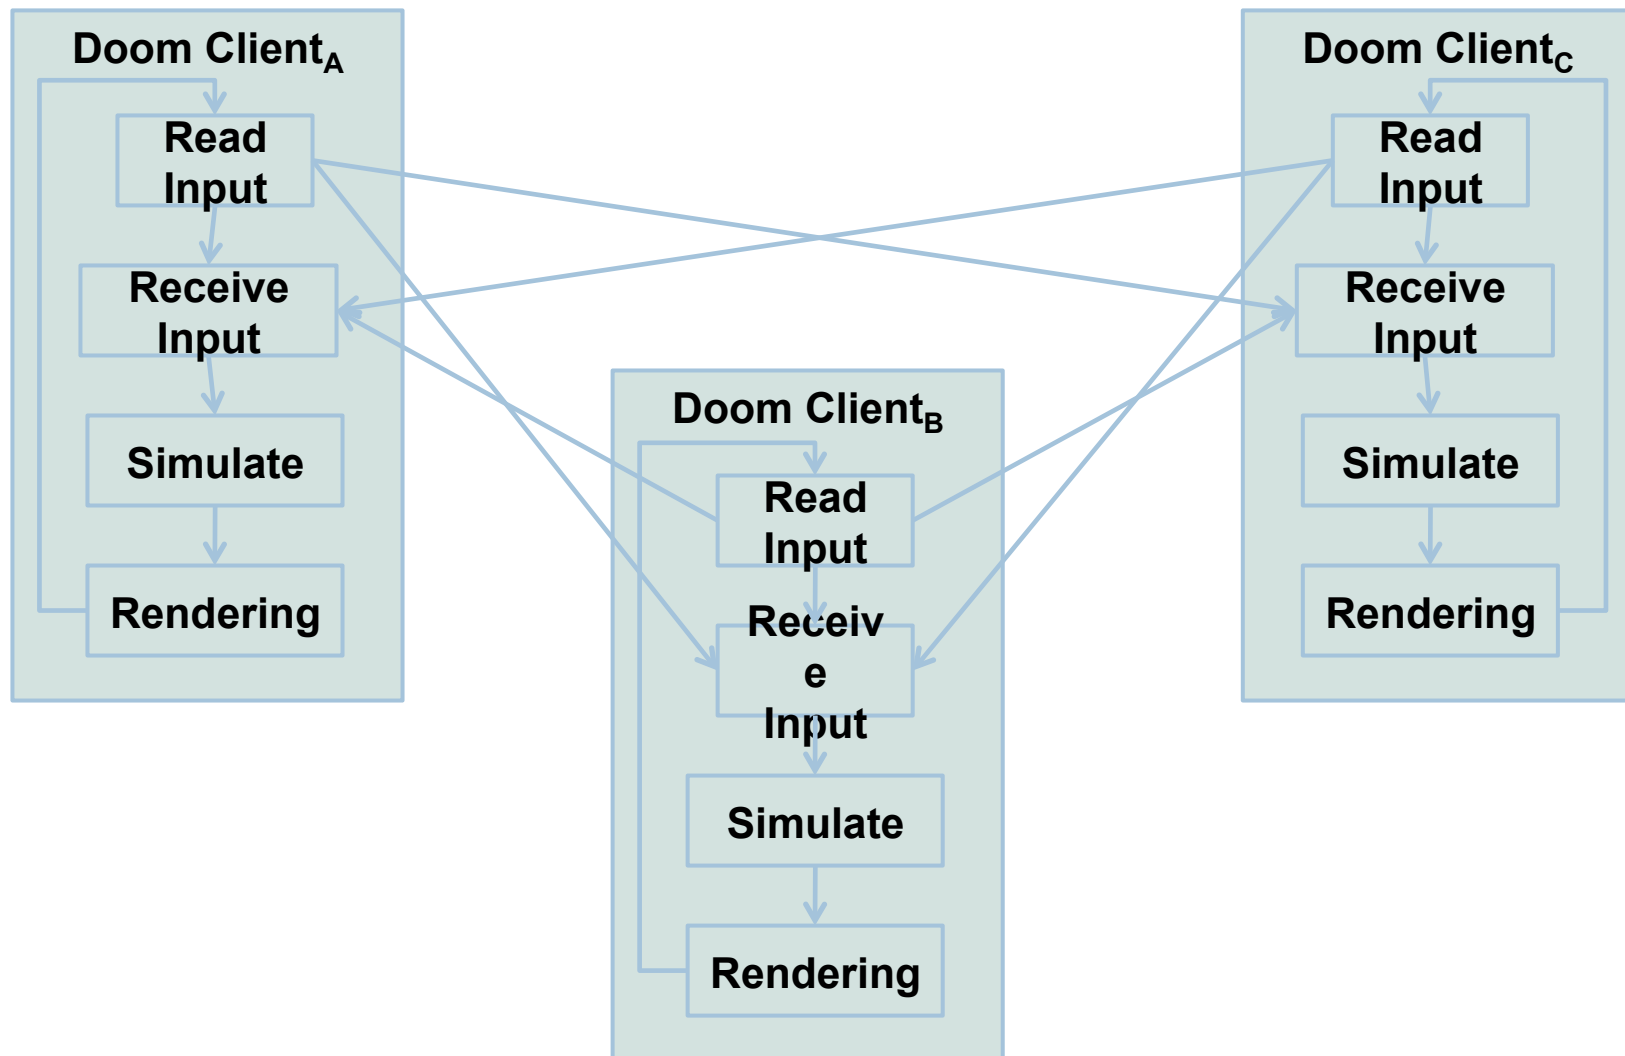 Doom ClientA
Read
Input
Receive
Input
Simulate
Rendering
Doom ClientB
Read
Input
Receiv
e
Input
Simulate
Rendering
Doom ClientC
Read
Input
Receive
Input
Simulate
Rendering